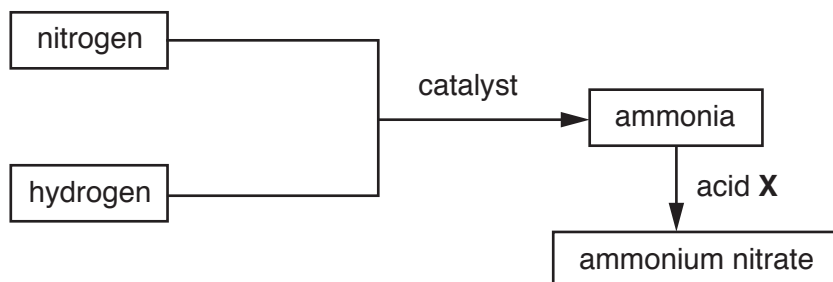 nitrogen
catalyst
ammonia
hydrogen
acid X
ammonium nitrate